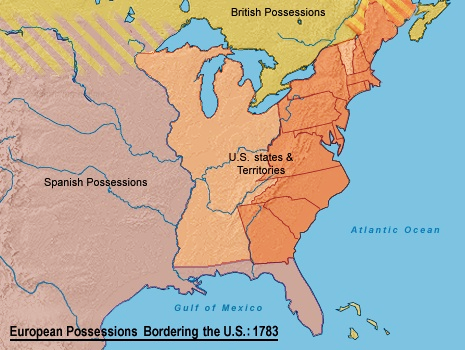 British Possessions
U.S. states &
Territories
Spanish Possessions
Atlantic Ocean
Gulf of Mexico
European Possessions Bordering the U.S.: 1783